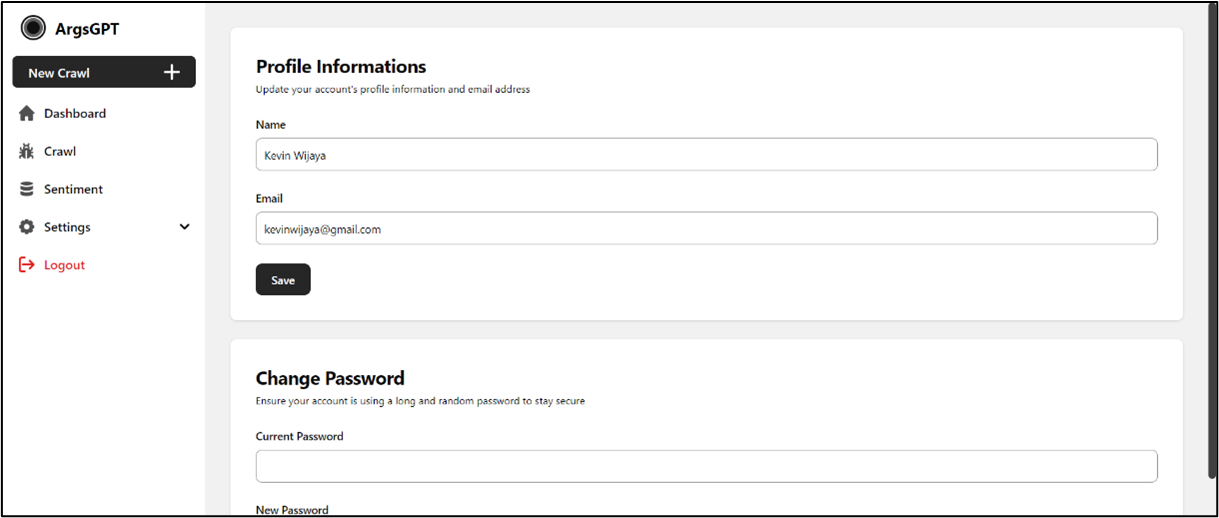 ArgsGPT
New Crawl
Dashboard
Crawl
Sentiment
Settings
Logout
Profile Informations
Update your account's profile information and email address
Name
Kevin Wijaya
Email
kevinwijaya@gmail.com
Save
Change Password
Ensure your account is using a long and random password to stay secure
Current Password
New Password